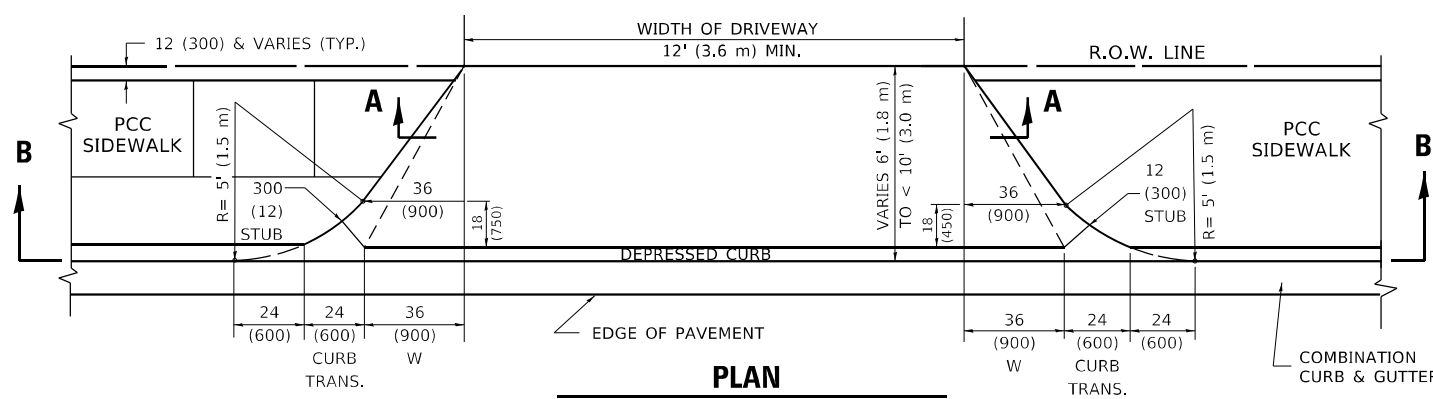 WIDTH OF DRIVEWAY
12' (3.6 m) MIN.
12 (300) & VARIES (TYP.)
R.O.W. LINE
A
A
B
B
PCC
SIDEWALK
PCC
SIDEWALK
R= 5' (1.5 m)
300
(12)
STUB
36
(900)
18
(750)
VARIES 6' (1.8 m)
TO < 10' (3.0 m)
36
(900)
18
(450)
12
(300)
STUB
R= 5' (1.5 m)
DEPRESSED CURB
24
(600)
24
(600)
CURB
TRANS.
36
(900)
W
EDGE OF PAVEMENT
36
(900)
W
24
(600)
CURB
TRANS.
24
(600)
COMBINATION
CURB & GUTTER
PLAN